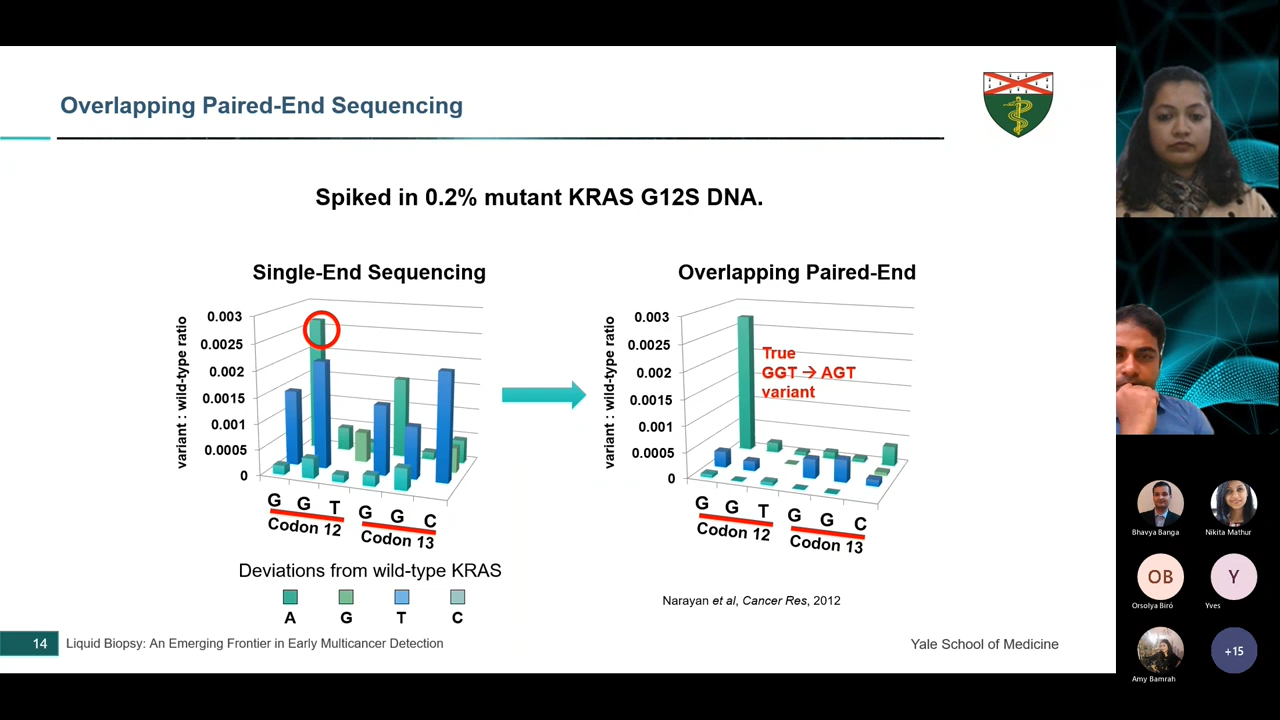 Overlapping Paired-End Sequencing
Spiked in 0.2% mutant KRAS G12S DNA.
Single-End Sequencing
variant : wild-type ratio
0.003
0.0025
0.002
0.0015
0.001
0.0005
0
G G T G G C
Codon 12 Codon 13
Overlapping Paired-End
variant : wild-type ratio
0.003
0.0025
0.002
0.0015
0.001
0.0005
0
True
GGT → AGT
variant
G G T G G C
Codon 12 Codon 13
Deviations from wild-type KRAS
A G T C
Narayan et al, Cancer Res, 2012
14 Liquid Biopsy: An Emerging Frontier in Early Multicancer Detection
Yale School of Medicine
Bhavya Banga
Nikita Mathur
OB
Orsolya Biró
Y
Yves
Amy Bamrah
+15